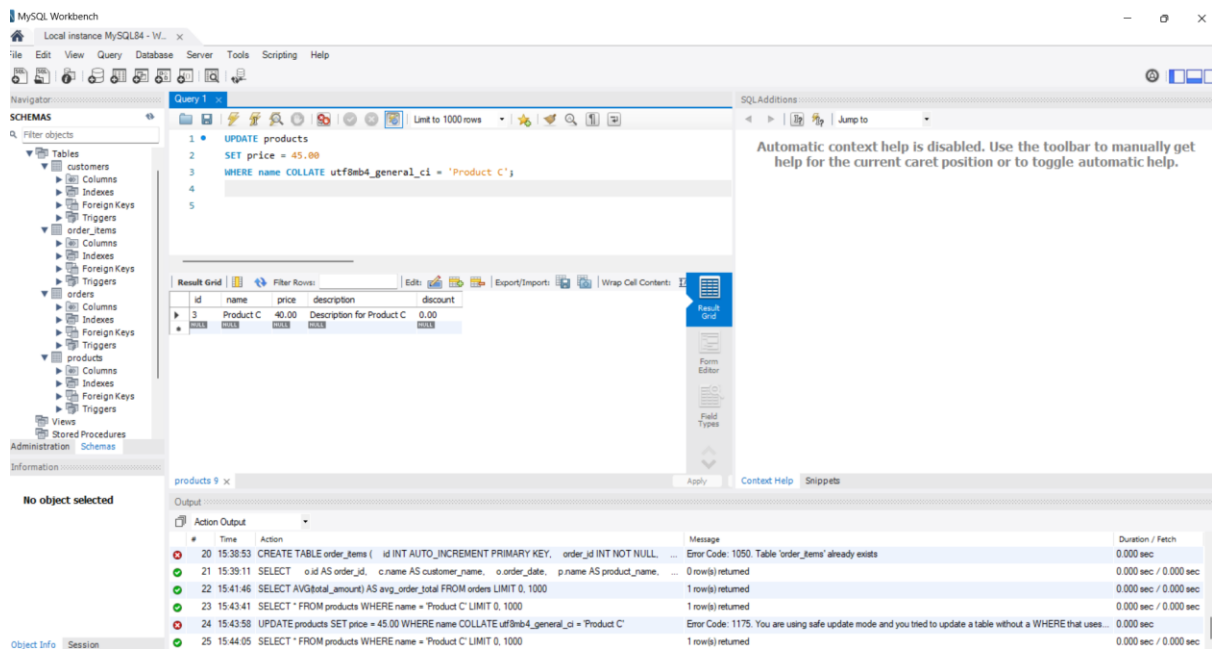 MySQL Workbench
Local instance MySQL84 - W... ×
File Edit View Query Database Server Tools Scripting Help
Navigator
SCHEMAS
Filter objects
Tables
customers
Columns
Indexes
Foreign Keys
Triggers
order_items
Columns
Indexes
Foreign Keys
Triggers
orders
Columns
Indexes
Foreign Keys
Triggers
products
Columns
Indexes
Foreign Keys
Triggers
Views
Stored Procedures
Administration Schemas
Information
No object selected
Object Info Session
Query 1 ×
Limit to 1000 rows
1 UPDATE products
2 SET price = 45.00
3 WHERE name COLLATE utf8mb4_general_ci = 'Product C';
4
5
Result Grid Filter Rows: Edit: Export/Import: Wrap Cell Content:
id name price description discount
3 Product C 40.00 Description for Product C 0.00
NULL NULL NULL NULL NULL
Result Grid
Form Editor
Field Types
products 9 × Apply
SQLAdditions
Jump to
Automatic context help is disabled. Use the toolbar to manually get
help for the current caret position or to toggle automatic help.
Context Help Snippets
Output
Action Output
# Time Action Message Duration / Fetch
20 15:38:53 CREATE TABLE order_items ( id INT AUTO_INCREMENT PRIMARY KEY, order_id INT NOT NULL, ... Error Code: 1050. Table 'order_items' already exists 0.000 sec
21 15:39:11 SELECT o.id AS order_id, c.name AS customer_name, o.order_date, p.name AS product_name, ... 0 row(s) returned 0.000 sec / 0.000 sec
22 15:41:46 SELECT AVG(total_amount) AS avg_order_total FROM orders LIMIT 0, 1000 1 row(s) returned 0.000 sec / 0.000 sec
23 15:43:41 SELECT * FROM products WHERE name = 'Product C' LIMIT 0, 1000 1 row(s) returned 0.000 sec / 0.000 sec
24 15:43:58 UPDATE products SET price = 45.00 WHERE name COLLATE utf8mb4_general_ci = 'Product C' Error Code: 1175. You are using safe update mode and you tried to update a table without a WHERE that uses... 0.000 sec
25 15:44:05 SELECT * FROM products WHERE name = 'Product C' LIMIT 0, 1000 1 row(s) returned 0.000 sec / 0.000 sec